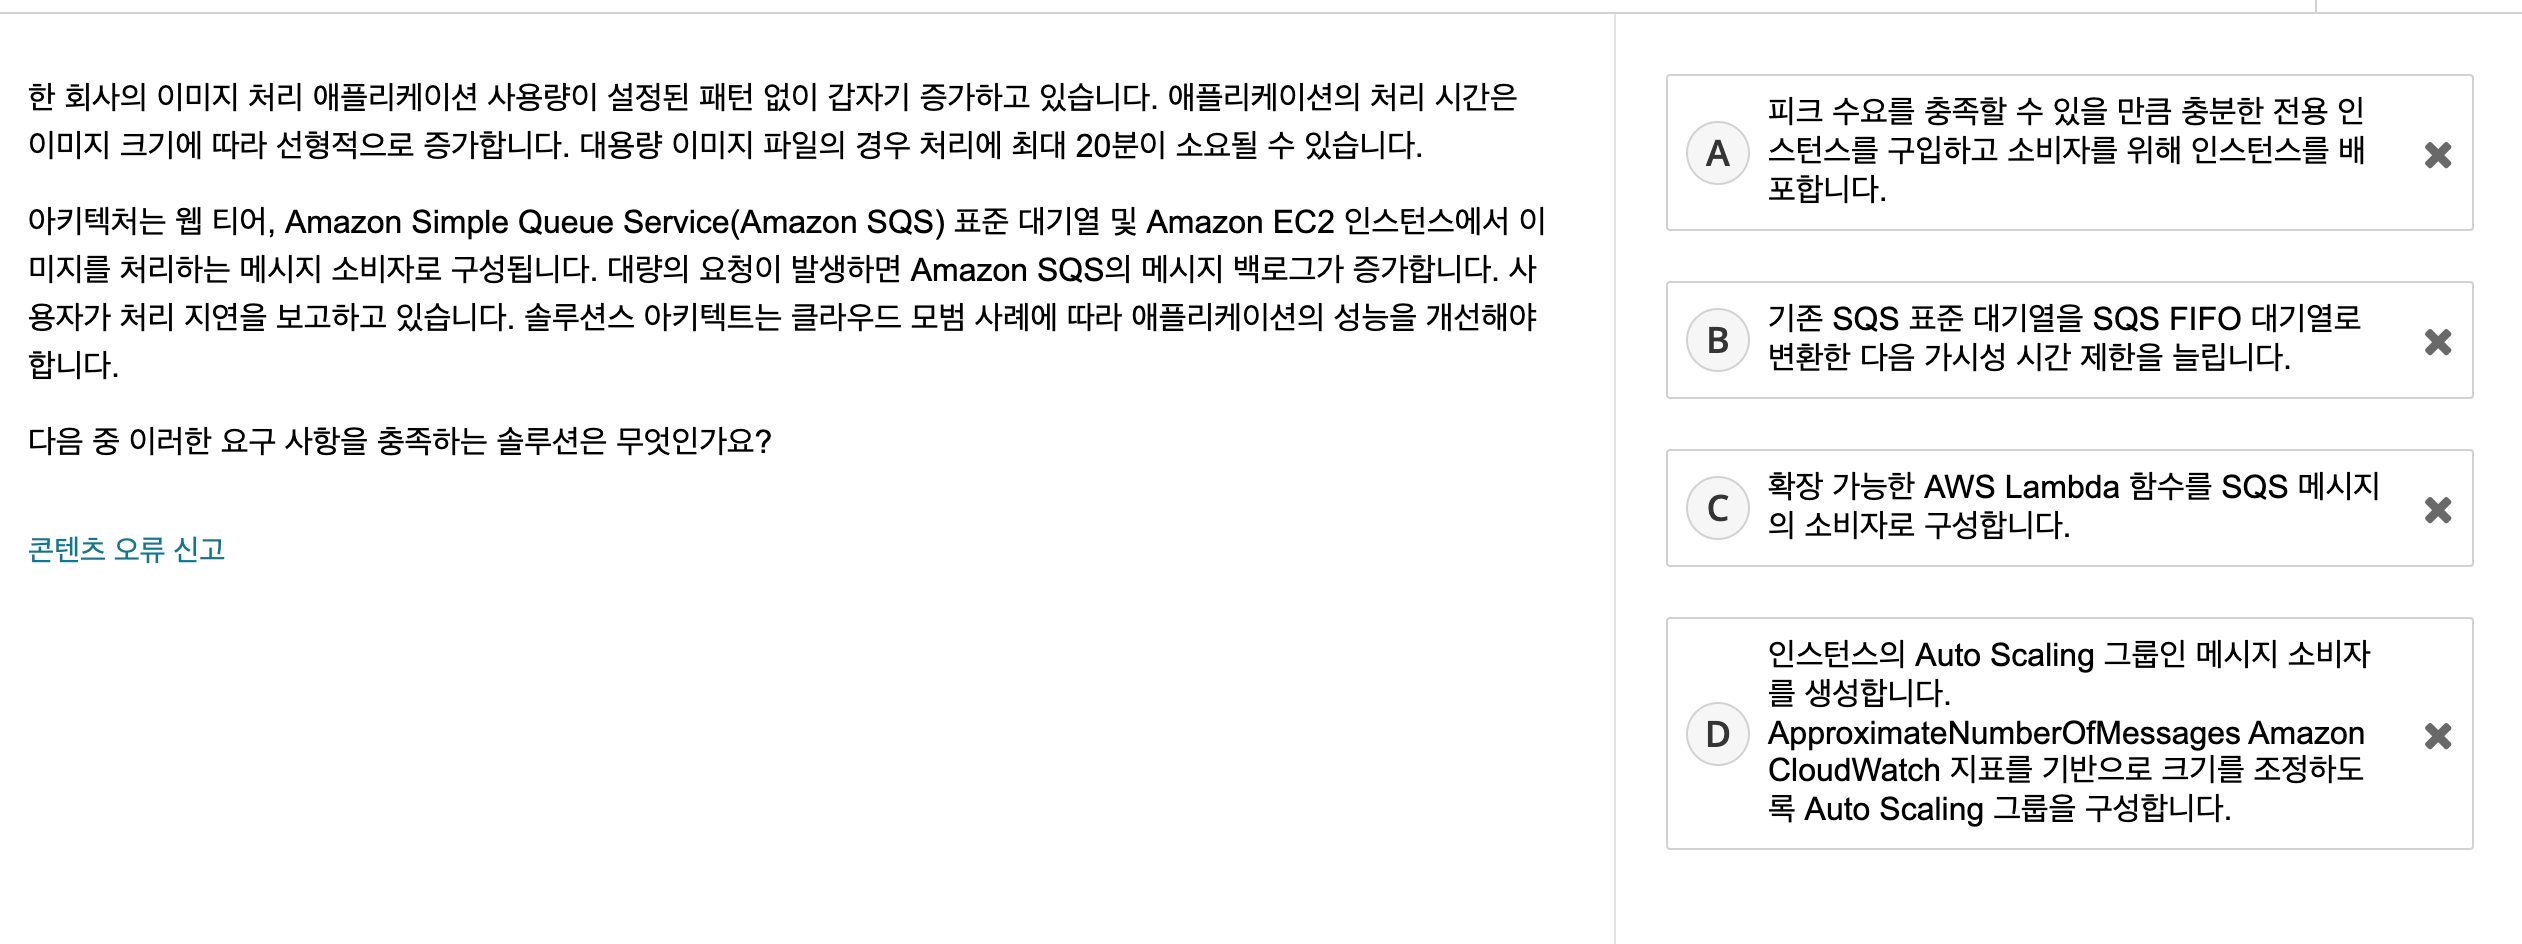 한 회사의 이미지 처리 애플리케이션 사용량이 설정된 패턴 없이 갑자기 증가하고 있습니다. 애플리케이션의 처리 시간은
이미지 크기에 따라 선형적으로 증가합니다. 대용량 이미지 파일의 경우 처리에 최대 20분이 소요될 수 있습니다.
아키텍처는 웹 티어, Amazon Simple Queue Service(Amazon SQS) 표준 대기열 및 Amazon EC2 인스턴스에서 이
미지를 처리하는 메시지 소비자로 구성됩니다. 대량의 요청이 발생하면 Amazon SQS의 메시지 백로그가 증가합니다. 사
용자가 처리 지연을 보고하고 있습니다. 솔루션스 아키텍트는 클라우드 모범 사례에 따라 애플리케이션의 성능을 개선해야
합니다.
다음 중 이러한 요구 사항을 충족하는 솔루션은 무엇인가요?
콘텐츠 오류 신고
A
피크 수요를 충족할 수 있을 만큼 충분한 전용 인
스턴스를 구입하고 소비자를 위해 인스턴스를 배
포합니다.
B
기존 SQS 표준 대기열을 SQS FIFO 대기열로
변환한 다음 가시성 시간 제한을 늘립니다.
C
확장 가능한 AWS Lambda 함수를 SQS 메시지
의 소비자로 구성합니다.
D
인스턴스의 Auto Scaling 그룹인 메시지 소비자
를 생성합니다.
ApproximateNumberOfMessages Amazon
CloudWatch 지표를 기반으로 크기를 조정하도
록 Auto Scaling 그룹을 구성합니다.